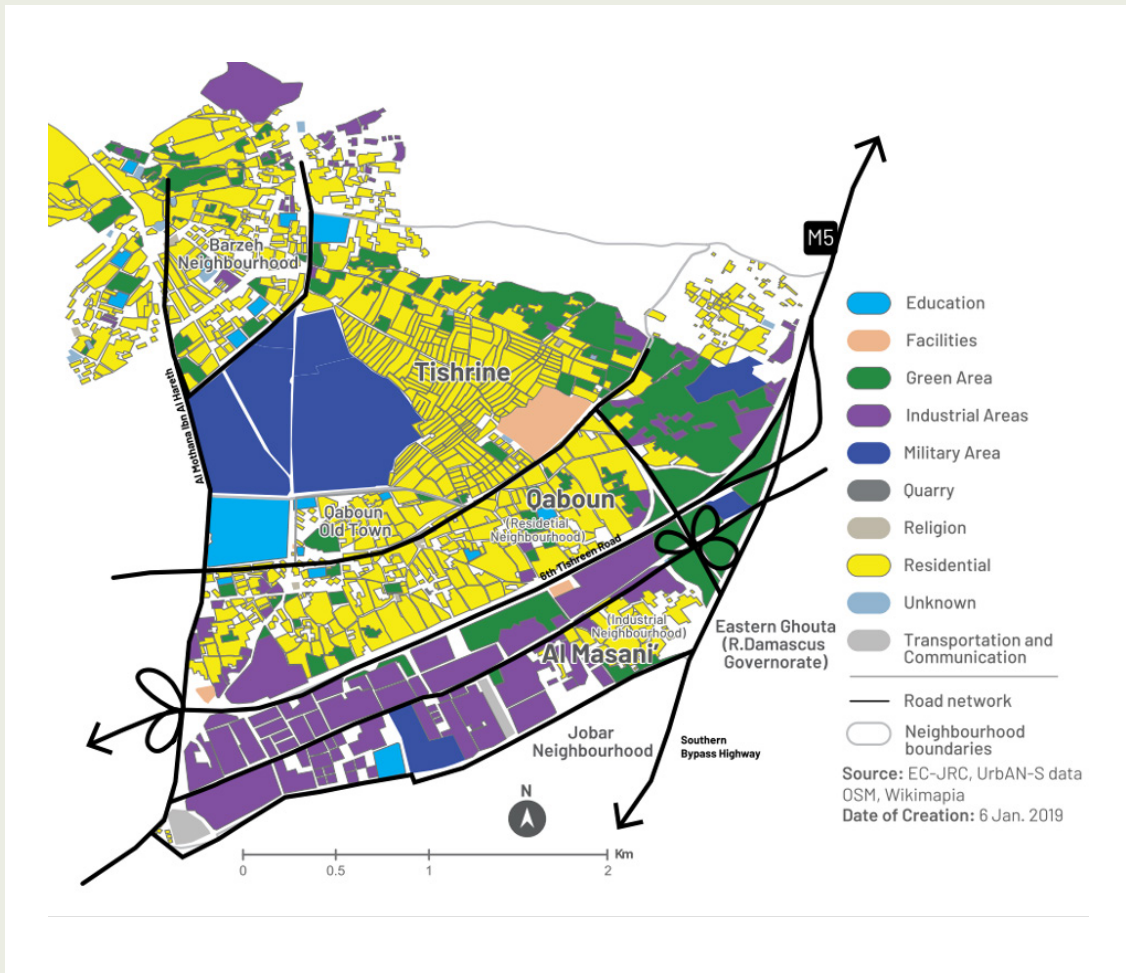 M5
Barzeh
Neighbourhood
Al Mothana Ibn Al Hareth
Tishrine
Qaboun
Old Town
Qaboun
(Residetial
Neighbourhood)
6th Tishreen Road
(Industrial
Neighbourhood)
Al Masani'
Eastern Ghouta
(R.Damascus
Governorate)
Jobar
Neighbourhood
Southern
Bypass Highway
N
Km
0 0.5 1 2
Education
Facilities
Green Area
Industrial Areas
Military Area
Quarry
Religion
Residential
Unknown
Transportation and
Communication
Road network
Neighbourhood
boundaries
Source: EC-JRC, UrbAN-S data
OSM, Wikimapia
Date of Creation: 6 Jan. 2019